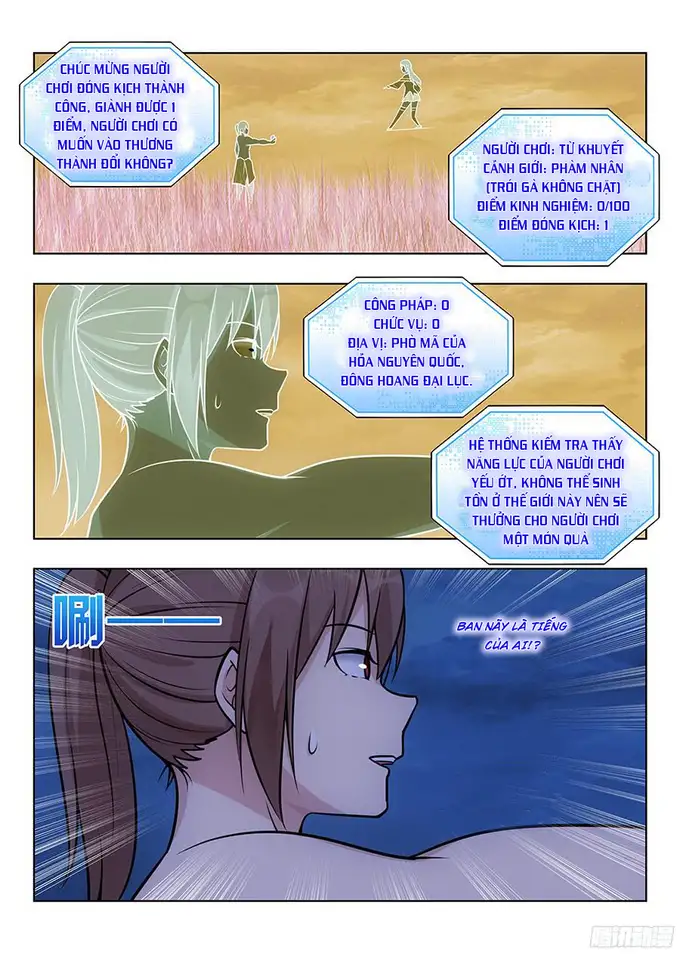 CHÚC MỪNG NGƯỜI
CHƠI ĐÓNG KỊCH THÀNH
CÔNG, GIÀNH ĐƯỢC 1
ĐIỂM, NGƯỜI CHƠI CÓ
MUỐN VÀO THƯƠNG
THÀNH ĐỔI KHÔNG?
NGƯỜI CHƠI: TỪ KHUYẾT
CẢNH GIỚI: PHÀM NHÂN
(TRÓI GÀ KHÔNG CHẶT)
ĐIỂM KINH NGHIỆM: 0/100
ĐIỂM ĐÓNG KỊCH: 1
CÔNG PHÁP: 0
CHỨC VỤ: 0
ĐỊA VỊ: PHÒ MÃ CỦA
HỎA NGUYÊN QUỐC,
ĐÔNG HOANG ĐẠI LỤC.
HỆ THỐNG KIỂM TRA THẤY
NĂNG LỰC CỦA NGƯỜI CHƠI
YẾU ỚT, KHÔNG THỂ SINH
TỒN Ở THẾ GIỚI NÀY NÊN SẼ
THƯỞNG CHO NGƯỜI CHƠI
MỘT MÓN QUÀ
唰——
BAN NÃY LÀ TIẾNG
CỦA AI!?